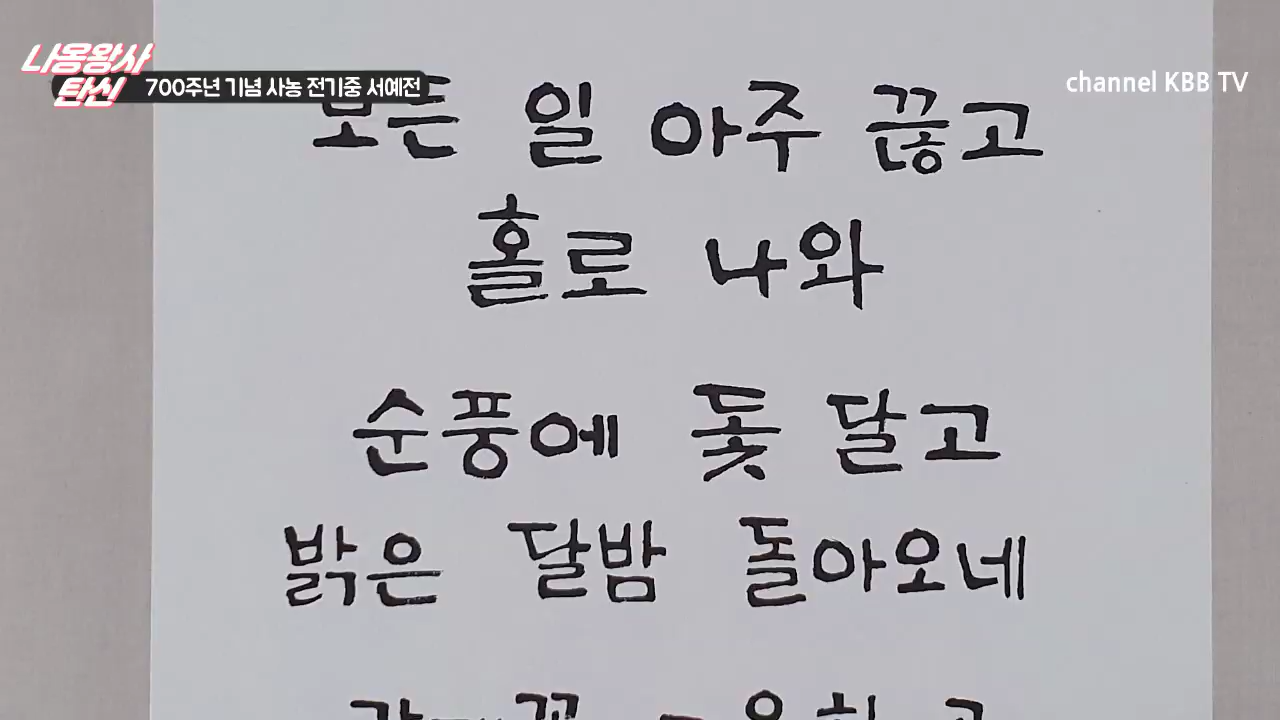 나옹왕사
탄신
700주년 기념 사농 전기중 서예전
channel KBB TV
모든 일 아주 끊고
홀로 나와
순풍에 돛 달고
밝은 달밤 돌아오네